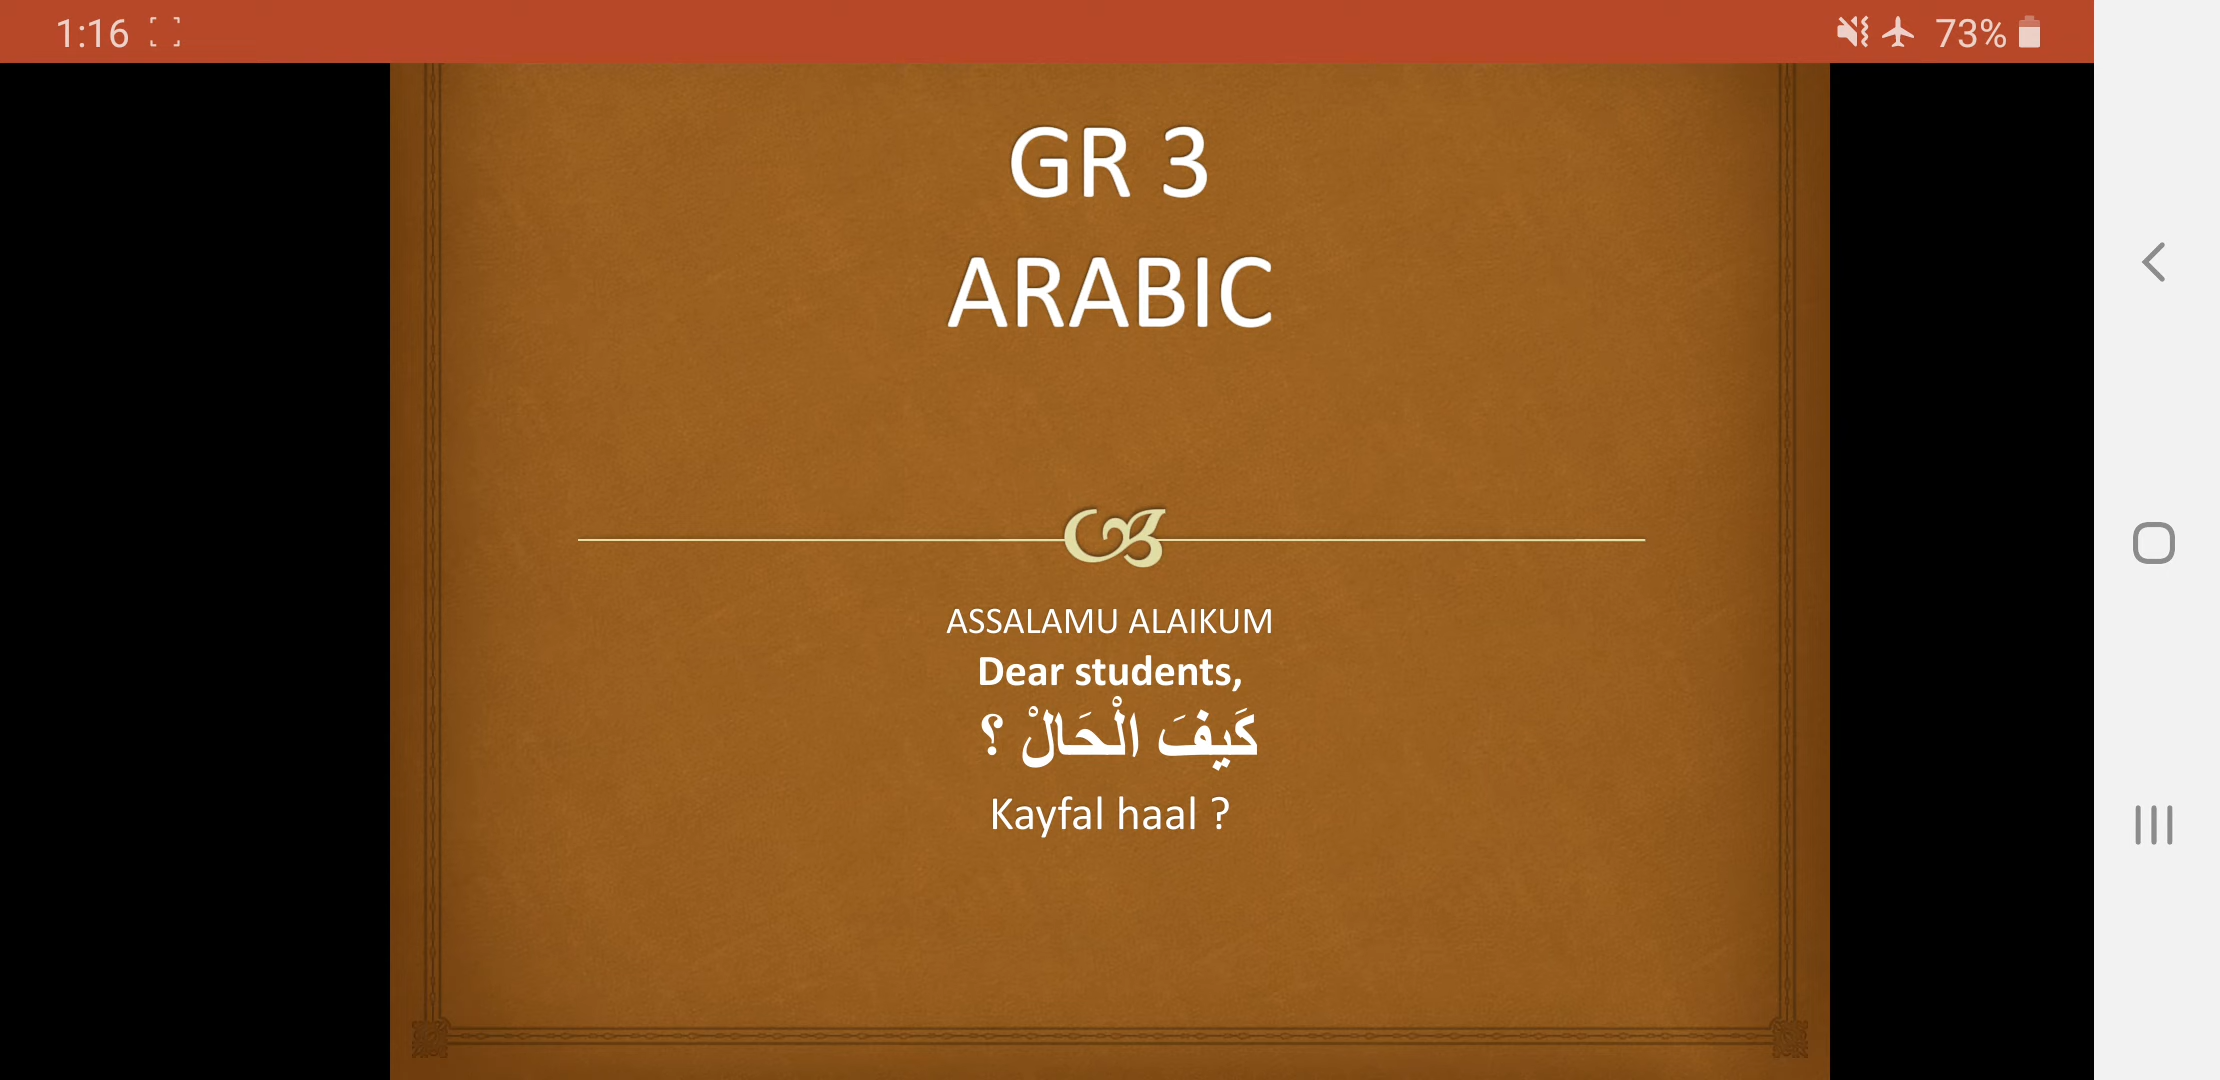 1:16
73%
GR 3
ARABIC
ASSALAMU ALAIKUM
Dear students,
كَيفَ الْحَالْ ؟
Kayfal haal ?